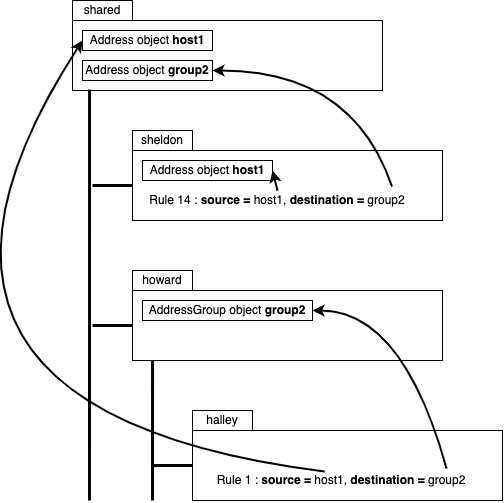 shared
Address object host1
Address object group2
sheldon
Address object host1
Rule 14 : source = host1, destination = group2
howard
AddressGroup object group2
halley
Rule 1 : source = host1, destination = group2